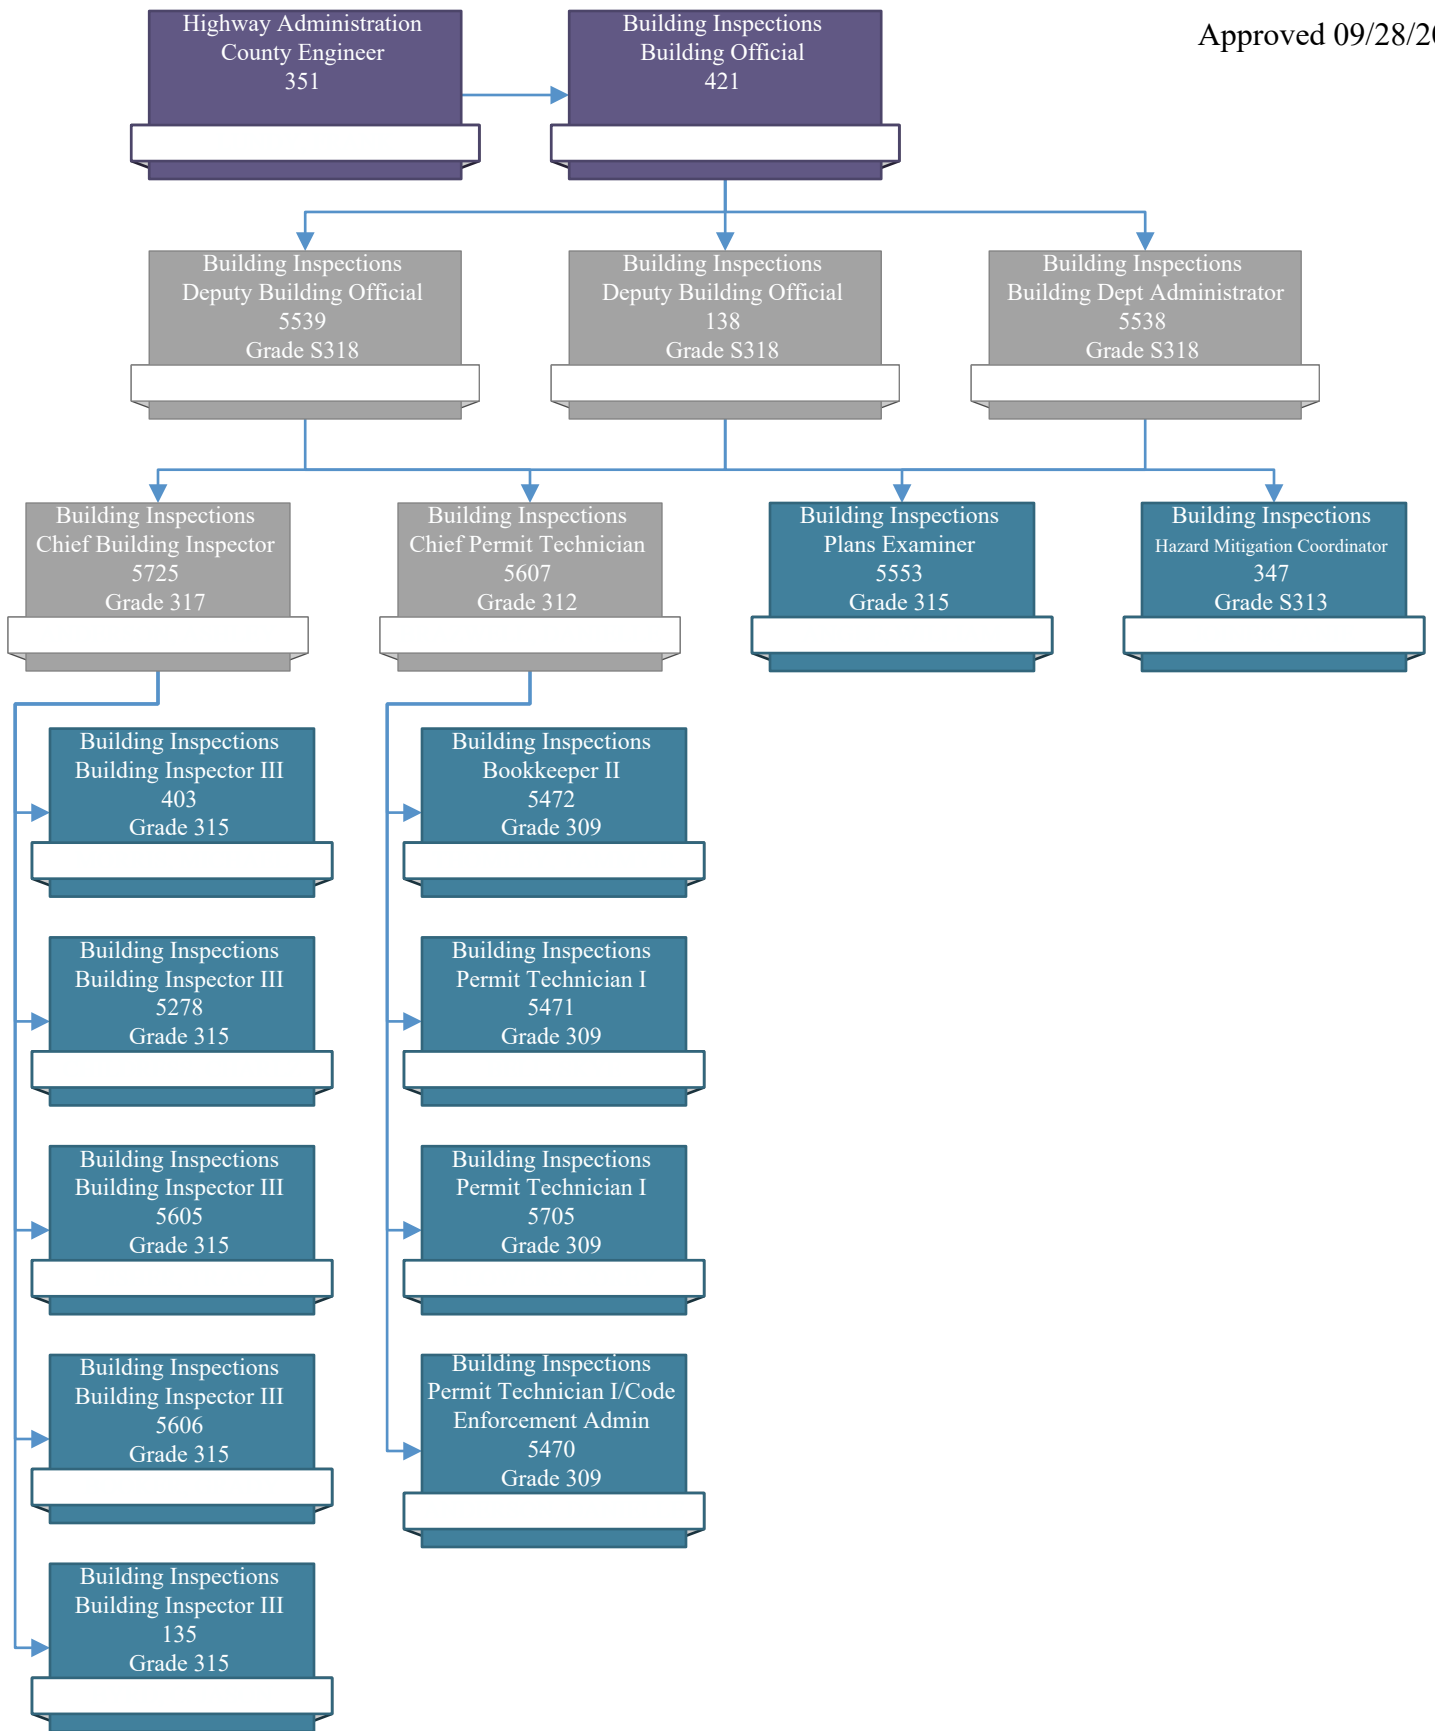 Highway Administration
County Engineer
351
Building Inspections
Building Official
421
Approved 09/28/20
Building Inspections
Deputy Building Official
5539
Grade S318
Building Inspections
Deputy Building Official
138
Grade S318
Building Inspections
Building Dept Administrator
5538
Grade S318
Building Inspections
Chief Building Inspector
5725
Grade 317
Building Inspections
Chief Permit Technician
5607
Grade 312
Building Inspections
Plans Examiner
5553
Grade 315
Building Inspections
Hazard Mitigation Coordinator
347
Grade S313
Building Inspections
Building Inspector III
403
Grade 315
Building Inspections
Building Inspector III
5278
Grade 315
Building Inspections
Building Inspector III
5605
Grade 315
Building Inspections
Building Inspector III
5606
Grade 315
Building Inspections
Building Inspector III
135
Grade 315
Building Inspections
Bookkeeper II
5472
Grade 309
Building Inspections
Permit Technician I
5471
Grade 309
Building Inspections
Permit Technician I
5705
Grade 309
Building Inspections
Permit Technician I/Code
Enforcement Admin
5470
Grade 309